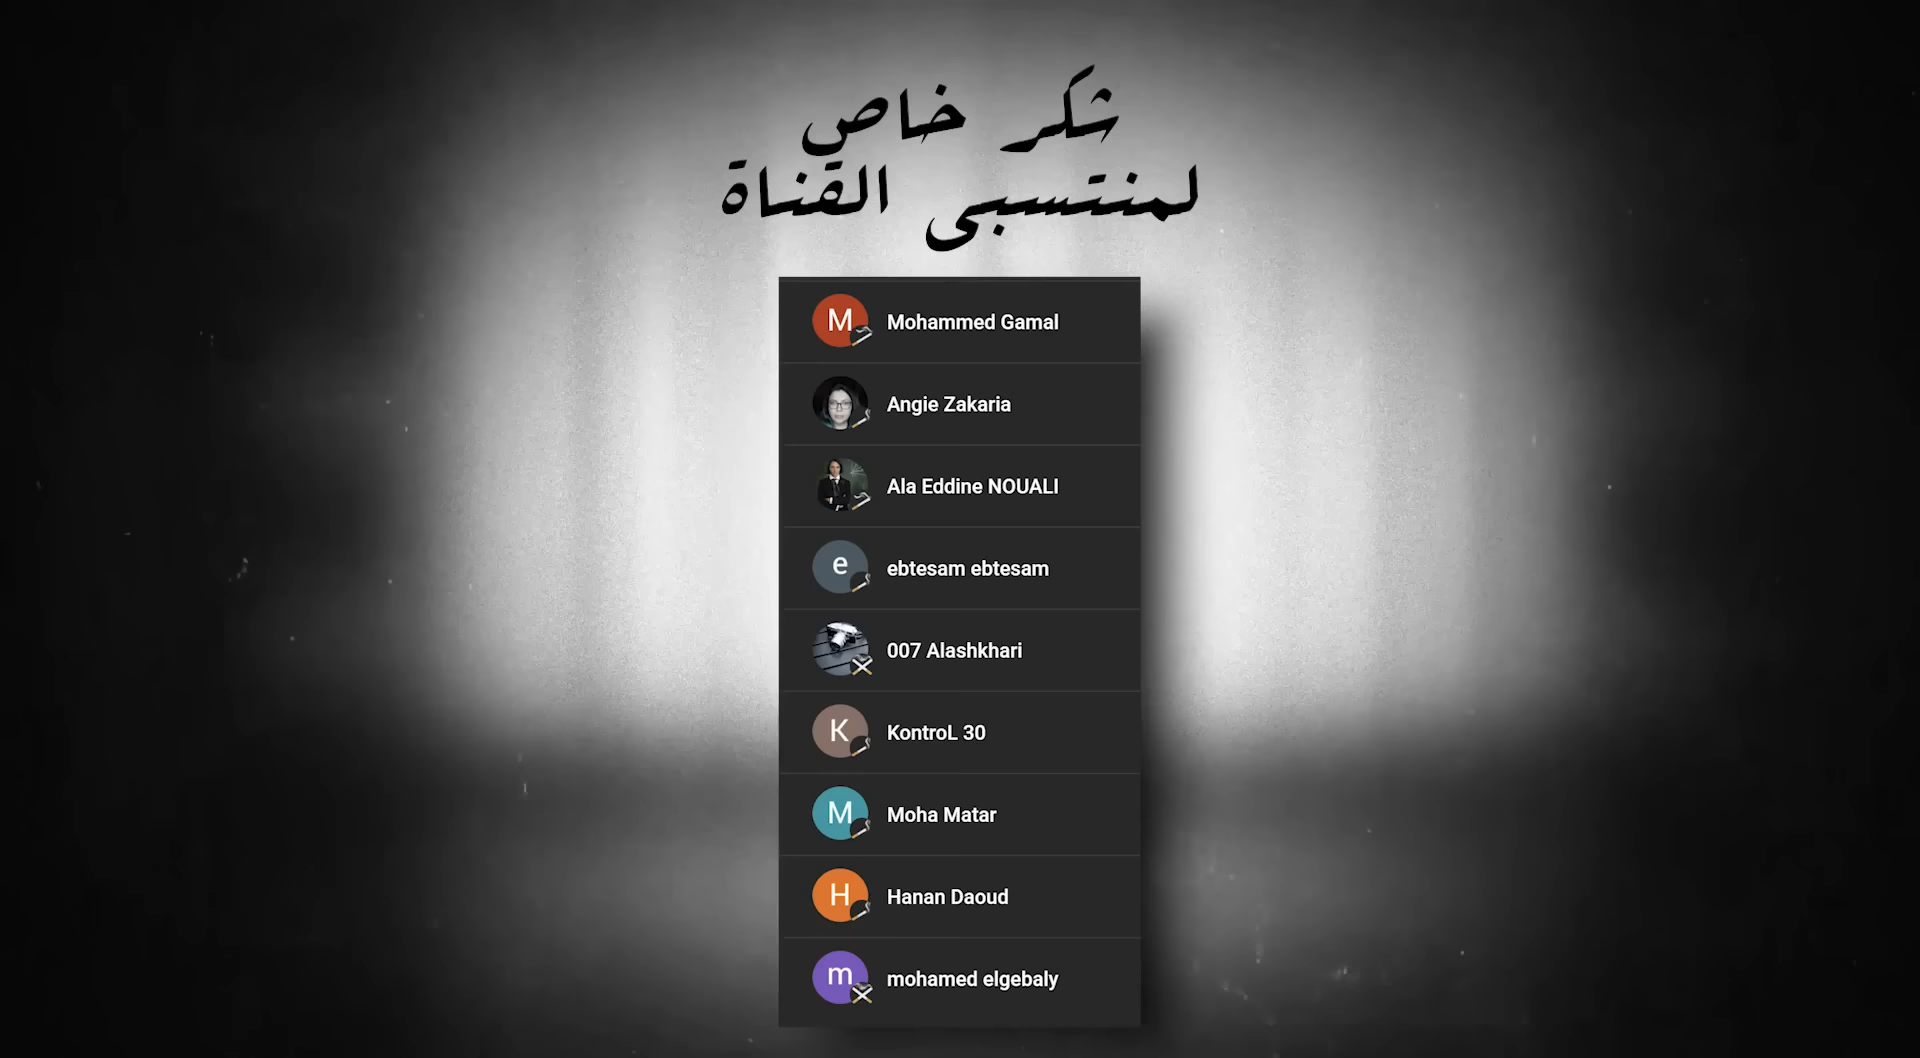 شكر خاص
لمنتسبى القناة
M Mohammed Gamal
Angie Zakaria
Ala Eddine NOUALI
e ebtesam ebtesam
007 Alashkhari
K KontroL 30
M Moha Matar
H Hanan Daoud
m mohamed elgebaly